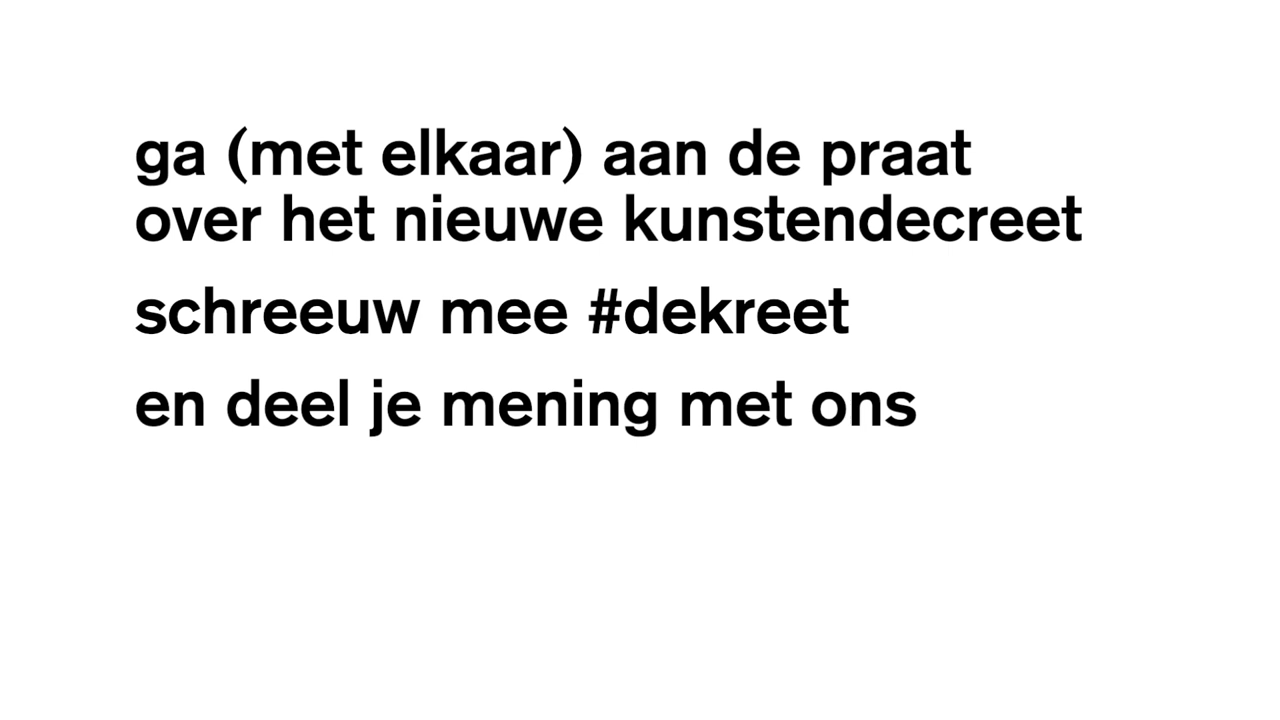 ga (met elkaar) aan de praat
over het nieuwe kunstendecreet
schreeuw mee #dekreet
en deel je mening met ons